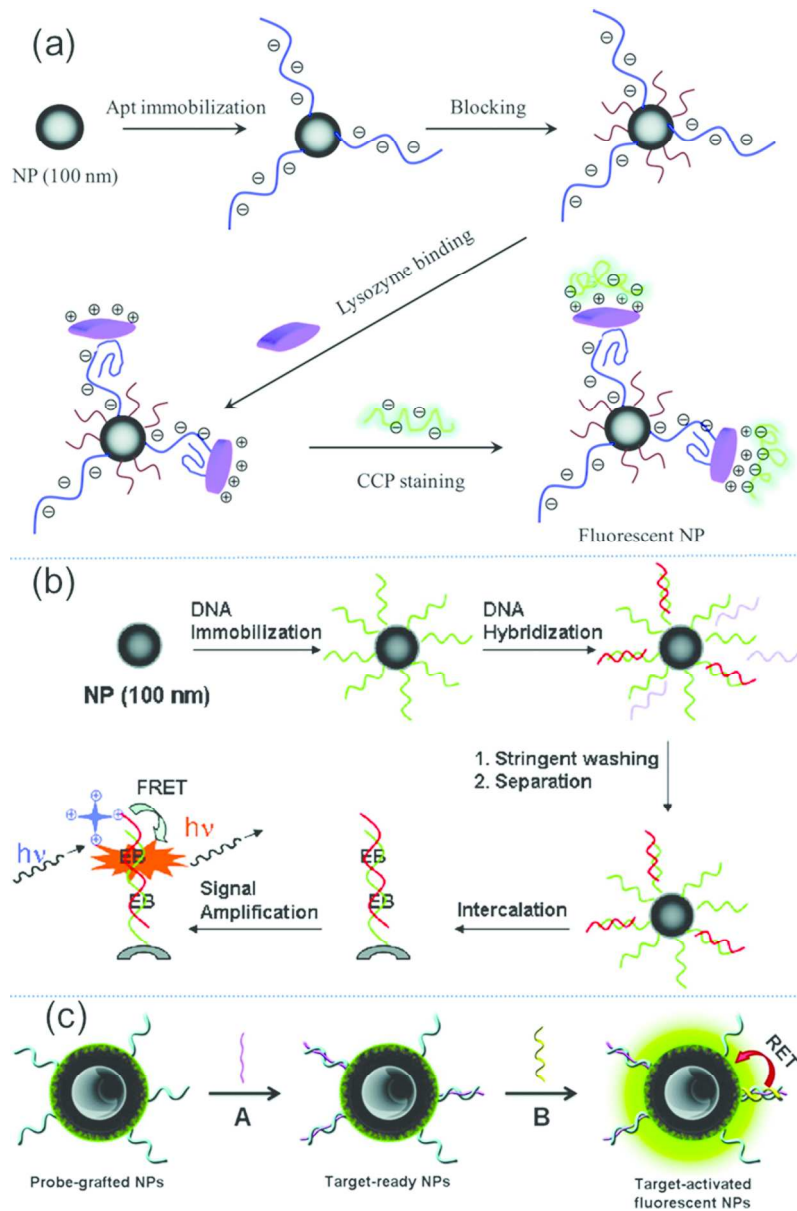 (a)
Apt immobilization
Blocking
NP (100 nm)
Lysozyme binding
CCP staining
Fluorescent NP
(b)
DNA
Immobilization
DNA
Hybridization
NP (100 nm)
1. Stringent washing
2. Separation
FRET
hν
hν
EB
EB
Signal
Amplification
EB
EB
Intercalation
(c)
RET
A
B
Probe-grafted NPs
Target-ready NPs
Target-activated
fluorescent NPs